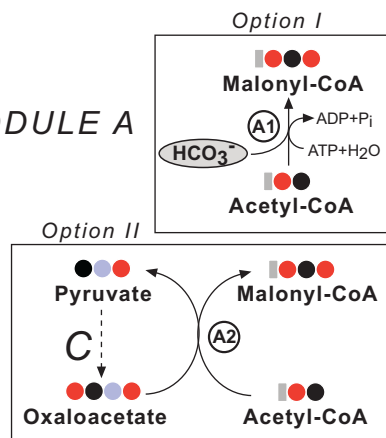 Option I
Malonyl-CoA
ODULE A
A1
ADP+Pi
HCO3-
ATP+H2O
Acetyl-CoA
Option II
Pyruvate
Malonyl-CoA
C
A2
Oxaloacetate
Acetyl-CoA